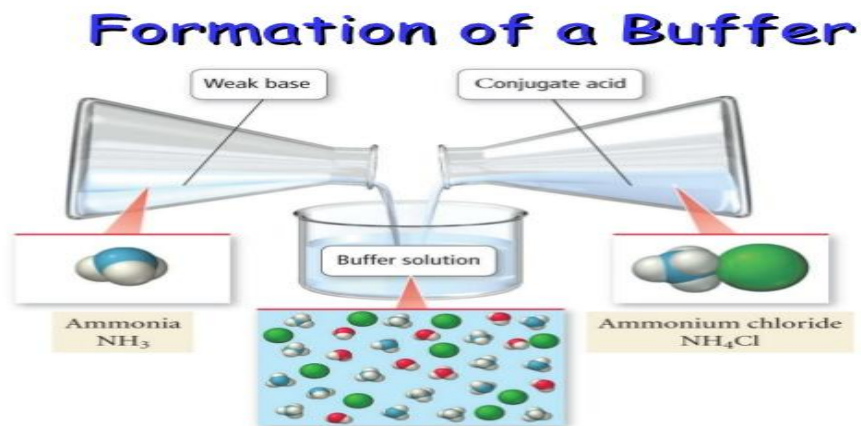 Formation of a Buffer
Weak base
Conjugate acid
Buffer solution
Ammonia
NH₃
Ammonium chloride
NH₄Cl